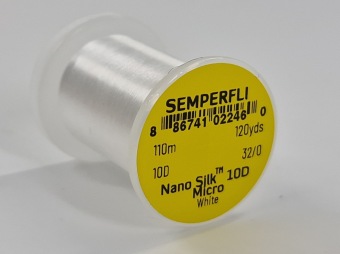 SEMPERFLI
8 86741 02246 0
110m 120yds
10D 32/0
Nano Silk™ 10D
Micro
White